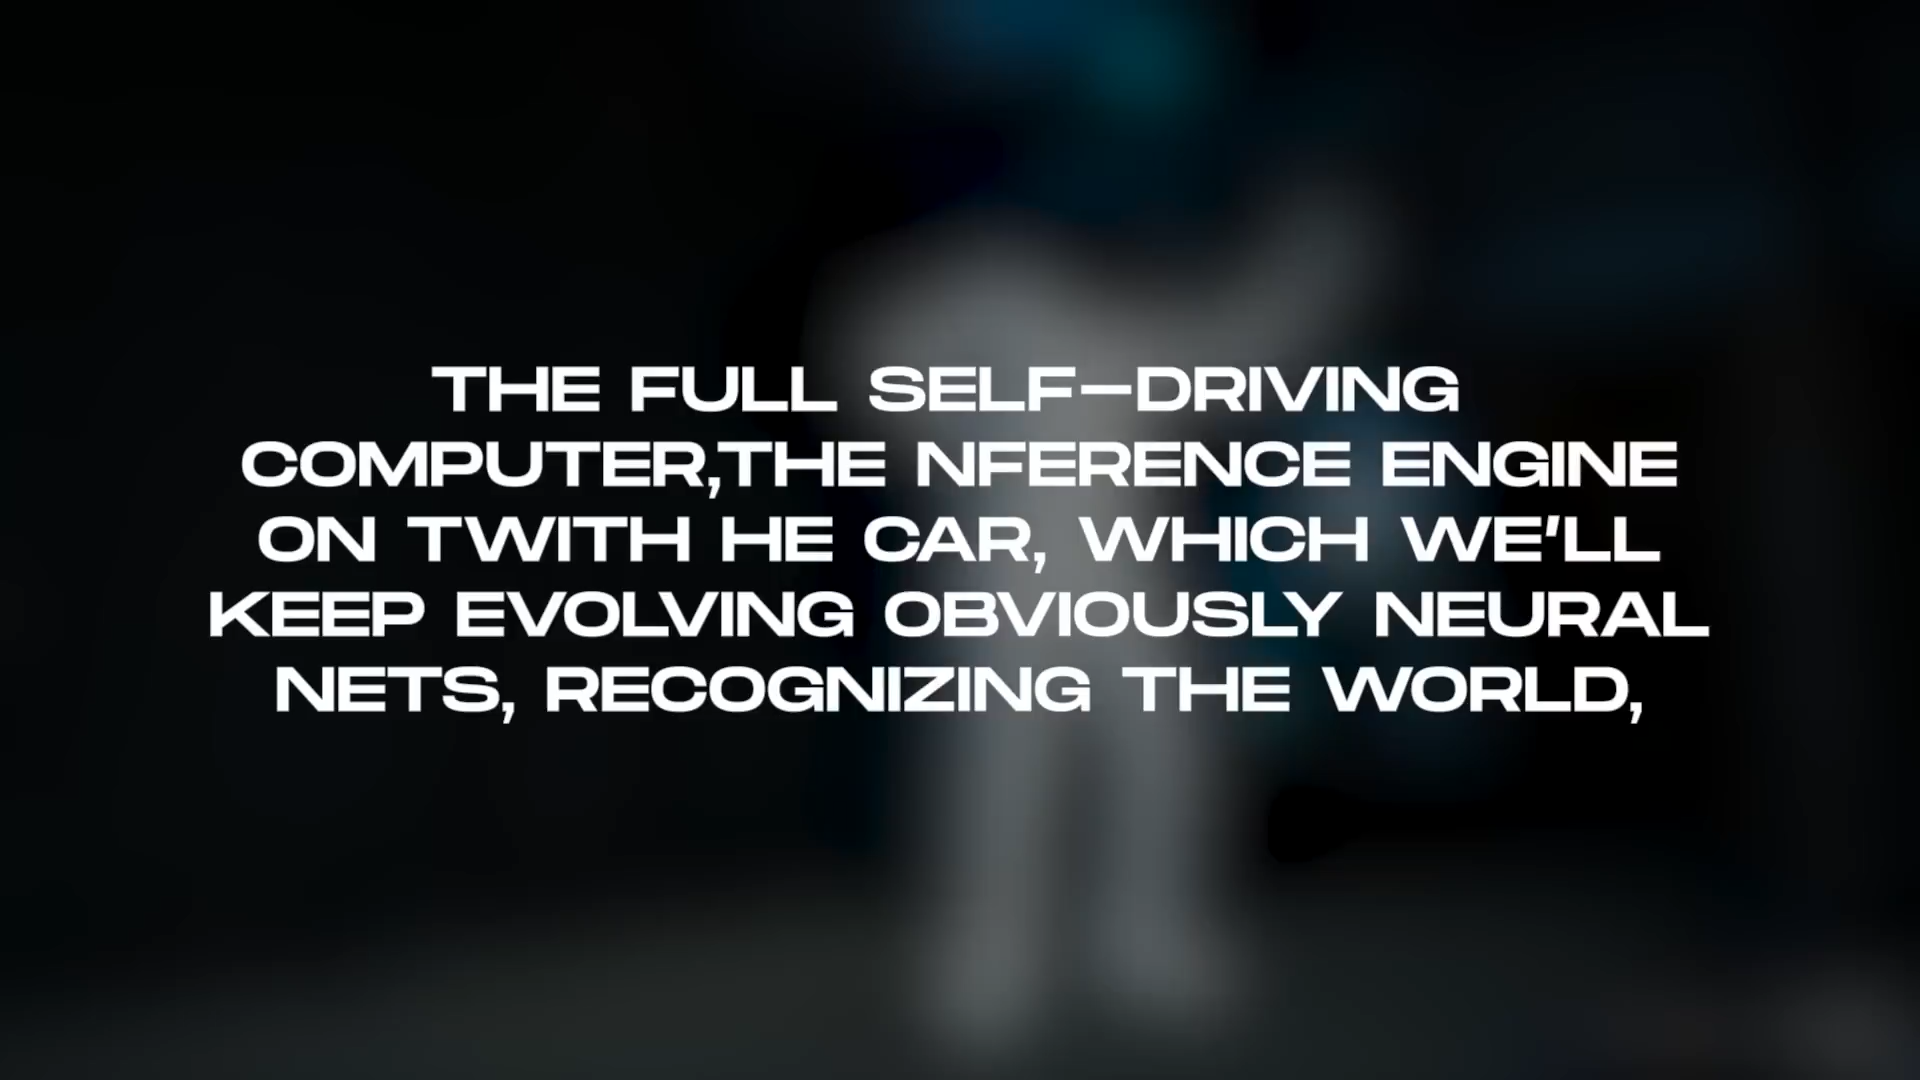 THE FULL SELF-DRIVING
COMPUTER,THE NFERENCE ENGINE
ON TWITH HE CAR, WHICH WE'LL
KEEP EVOLVING OBVIOUSLY NEURAL
NETS, RECOGNIZING THE WORLD,